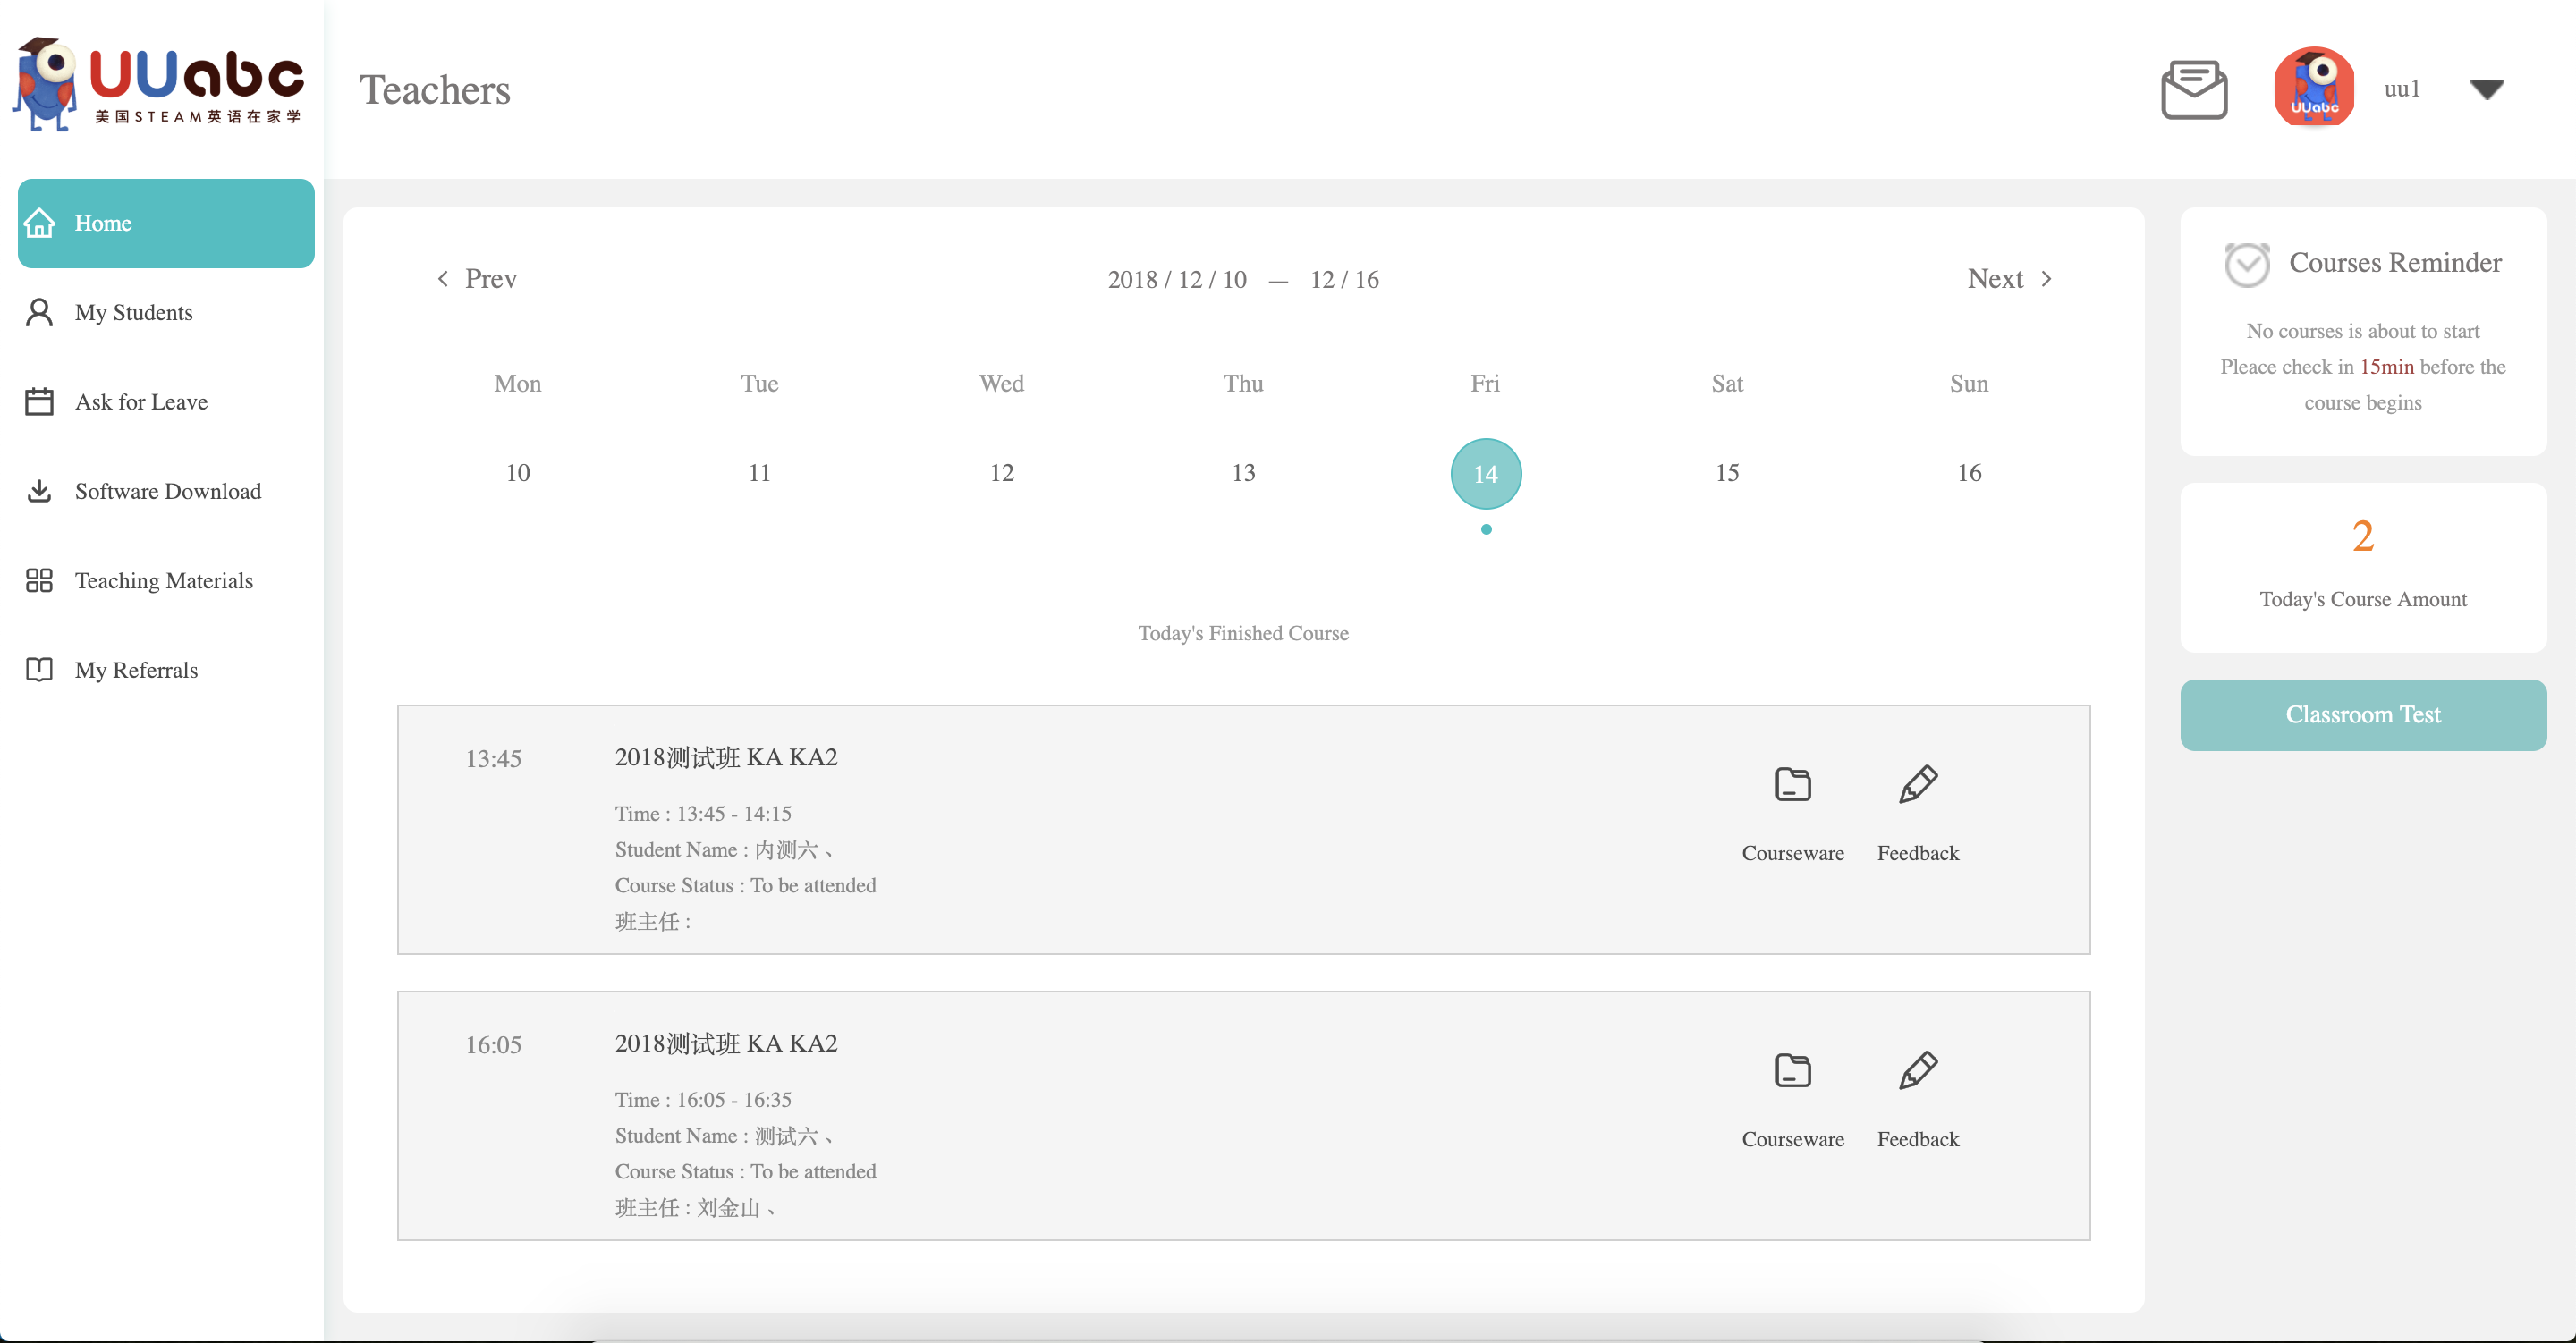 UUabc
美国STEAM英语在家学
Teachers
UUabc
uu1
Home
My Students
Ask for Leave
Software Download
Teaching Materials
My Referrals
Prev
2018 / 12 / 10 — 12 / 16
Next
Mon Tue Wed Thu Fri Sat Sun
10 11 12 13 14 15 16
Today's Finished Course
13:45
2018测试班 KA KA2
Time : 13:45 - 14:15
Student Name : 内测六 、
Course Status : To be attended
班主任 :
Courseware Feedback
16:05
2018测试班 KA KA2
Time : 16:05 - 16:35
Student Name : 测试六 、
Course Status : To be attended
班主任 : 刘金山 、
Courseware Feedback
Courses Reminder
No courses is about to start
Pleace check in 15min before the
course begins
2
Today's Course Amount
Classroom Test